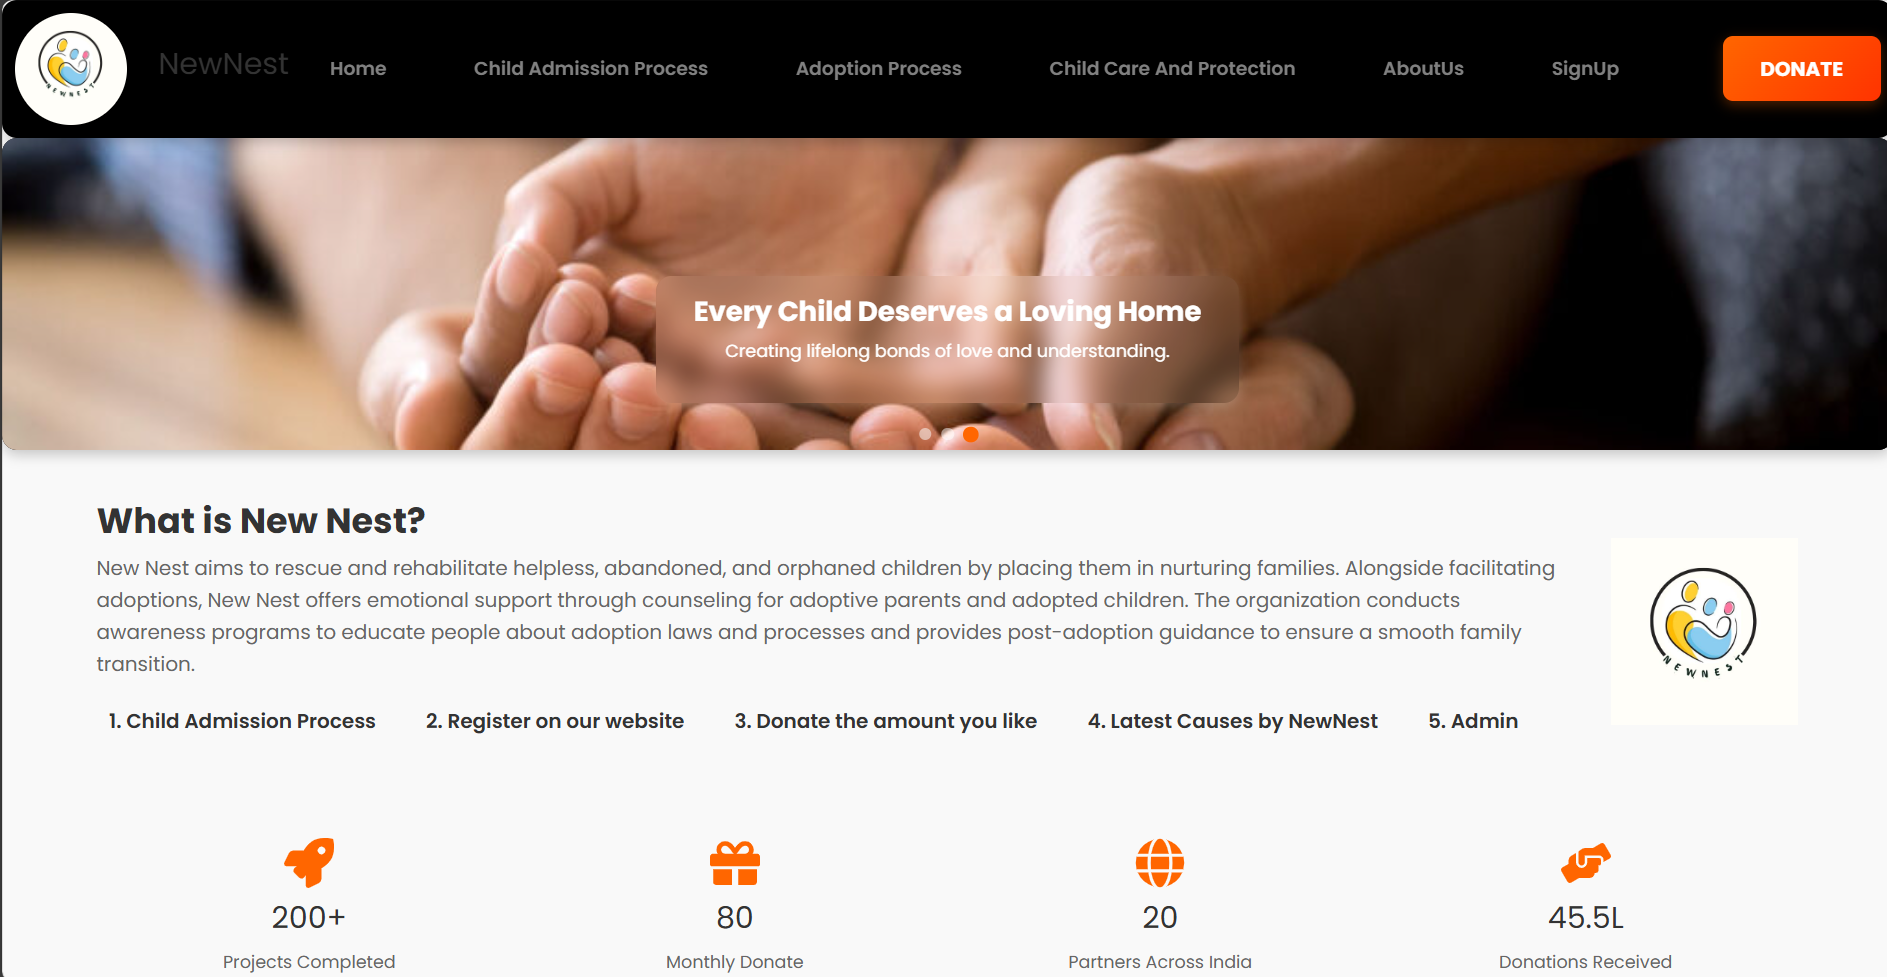 NEWNEST
NewNest
Home
Child Admission Process
Adoption Process
Child Care And Protection
AboutUs
SignUp
DONATE
Every Child Deserves a Loving Home
Creating lifelong bonds of love and understanding.
What is New Nest?
New Nest aims to rescue and rehabilitate helpless, abandoned, and orphaned children by placing them in nurturing families. Alongside facilitating
adoptions, New Nest offers emotional support through counseling for adoptive parents and adopted children. The organization conducts
awareness programs to educate people about adoption laws and processes and provides post-adoption guidance to ensure a smooth family
transition.
NEWNEST
1. Child Admission Process
2. Register on our website
3. Donate the amount you like
4. Latest Causes by NewNest
5. Admin
200+
80
20
45.5L
Projects Completed
Monthly Donate
Partners Across India
Donations Received